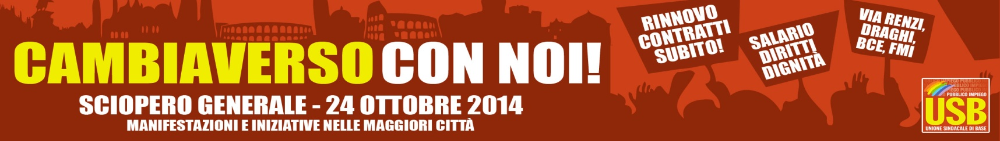 CAMBIAVERSO CON NOI!
SCIOPERO GENERALE - 24 OTTOBRE 2014
MANIFESTAZIONI E INIZIATIVE NELLE MAGGIORI CITTÀ
RINNOVO
CONTRATTI
SUBITO!
SALARIO
DIRITTI
DIGNITÀ
VIA RENZI,
DRAGHI,
BCE, FMI
PUBBLICO IMPIEGO
USB
UNIONE SINDACALE DI BASE